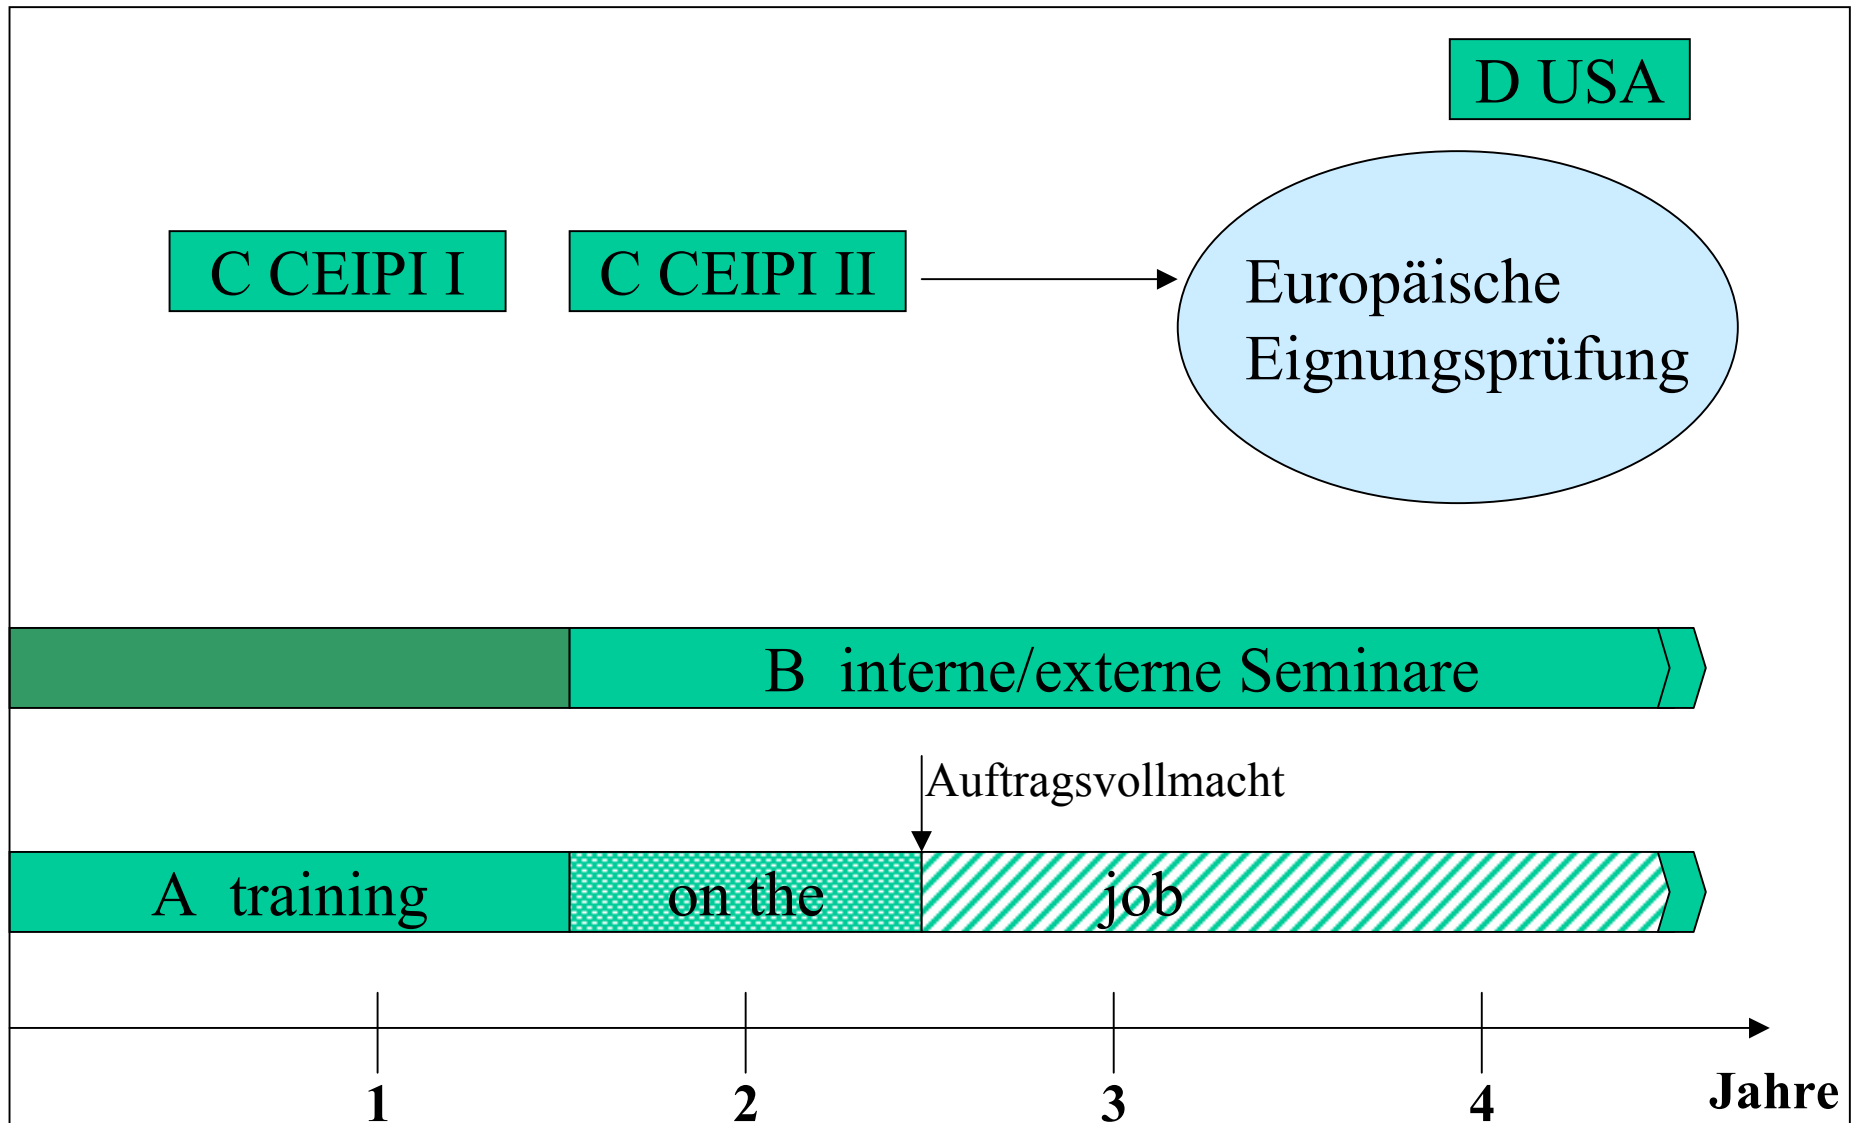 D USA
C CEIPI I
C CEIPI II
Europäische
Eignungsprüfung
B interne/externe Seminare
Auftragsvollmacht
A training on the job
1 2 3 4 Jahre